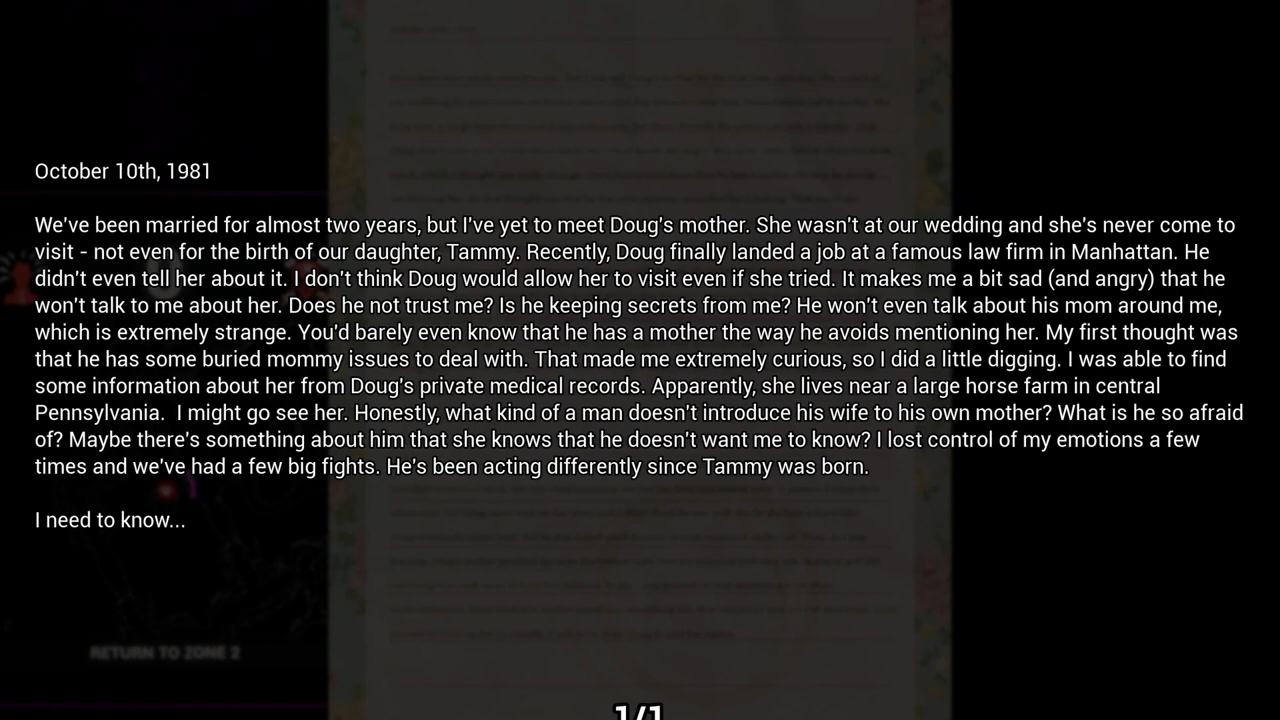 October 10th, 1981
We've been married for almost two years, but I've yet to meet Doug's mother. She wasn't at our wedding and she's never come to
visit - not even for the birth of our daughter, Tammy. Recently, Doug finally landed a job at a famous law firm in Manhattan. He
didn't even tell her about it. I don't think Doug would allow her to visit even if she tried. It makes me a bit sad (and angry) that he
won't talk to me about her. Does he not trust me? Is he keeping secrets from me? He won't even talk about his mom around me,
which is extremely strange. You'd barely even know that he has a mother the way he avoids mentioning her. My first thought was
that he has some buried mommy issues to deal with. That made me extremely curious, so I did a little digging. I was able to find
some information about her from Doug's private medical records. Apparently, she lives near a large horse farm in central
Pennsylvania.  I might go see her. Honestly, what kind of a man doesn't introduce his wife to his own mother? What is he so afraid
of? Maybe there's something about him that she knows that he doesn't want me to know? I lost control of my emotions a few
times and we've had a few big fights. He's been acting differently since Tammy was born.
I need to know...
RETURN TO ZONE 2
1/1